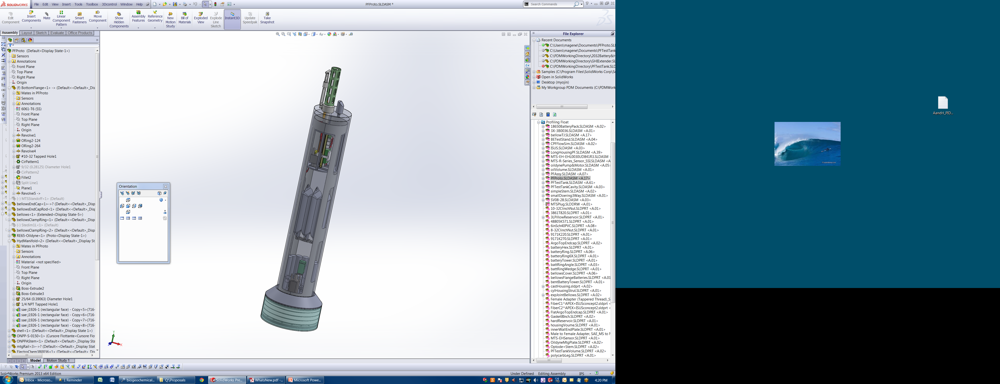 SOLIDWORKS File Edit View Insert Tools Toolbox 3Dcontrol Window Help PFProto.SLDASM * Search Commands
Edit Component
Insert Components
Mate
Linear Component Pattern
Smart Fasteners
Move Component
Show Hidden Components
Assembly Features
Reference Geometry
New Motion Study
Bill of Materials
Exploded View
Explode Line Sketch
Instant3D
Update Speedpak
Take Snapshot
Assembly Layout Sketch Evaluate Office Products
PFProto (Default<Display State-1>)
Sensors
Annotations
Front Plane
Top Plane
Right Plane
Origin
(f) BottomFlange<1> -> (Default<<Default>_Dis
Mates in PFProto
Sensors
Annotations
6061-T6 (SS)
Front Plane
Top Plane
Right Plane
Origin
Revolve1
ORing2-124
ORing2-264
Revolve4
#10-32 Tapped Hole1
CirPattern1
9/32 (0.28125) Diameter Hole1
CirPattern2
Fillet2
Split Line1
Plane1
Revolve5 ->
(-) MTSStandoff<1> (Default)
bellowsEndCap<1>->? (Default<<Default>_Disp
bellowsEndCapRod<1> (Default<<Default>_Disp
bellows<1> (Extended<Display State-5>)
bellowsClampRing<1> (Default<<Default>_Disp
(-) Stedim1L<1> (Default)
bellowsClampRing<2> (Default<<Default>_Disp
RE65-Oildyne<1> (Proto<Display State-1>)
HydManifold<2> (Default<<Default>_Display St
Mates in PFProto
Sensors
Annotations
Material <not specified>
Front Plane
Top Plane
Right Plane
Origin
Boss-Extrude2
Boss-Extrude3
25/64 (0.39063) Diameter Hole1
1/4 NPT Tapped Hole1
sae j1926-1 (rectangular face) - Copy<5>(716-
sae j1926-1 (rectangular face) - Copy<6>(716-
sae j1926-1 (rectangular face) - Copy<7>(716-
sae j1926-1 (rectangular face) - Copy<8>(716-
shell<1> (Default<<Default>_Display State 1>)
ONPP-S-0150<1> (Cursore Flottante<Cursore Flo
ONPPAStem<1> (Default<<Default>_Display Sta
mtgRail<3>->? (Default<<Default>_Display Stat
ElectroChem3B0036<1> (Default<<Default>_Dis
Orientation
Y
X
Z
Model Motion Study 1
File Explorer
Recent Documents
C:\Users\magene\Documents\PFProto.SL
C:\Users\magene\Documents\PFTestTank
C:\PDMWorkingDirectory\2032Battery&H
C:\PDMWorkingDirectory\GHIExtender.SL
C:\PDMWorkingDirectory\PFTestTank.SLD
Samples (C:\Program Files\SolidWorks Corp\So
Open in SolidWorks
Desktop (myojin)
My Workgroup PDM Documents (C:\PDMWork
Profiling Float
18650BatteryPack.SLDASM <A.02>
3X-3B0036.SLDASM <A.01>
bellowTJ.SLDASM <A.17>
BETestStand.SLDASM <A.04>
CPFFlowSim.SLDASM <A.02>
ISUS.SLDASM <A.03>
LongHousingPF.SLDASM <A.39>
MTS-EH-EHL0030UD841R3.SLDASM
MTS-R-Series_Sensor_SSI.SLDASM <A
oildynePump&Motor.SLDASM <A.05>
oilVolume.SLDASM <A.01>
PFAssy.SLDASM <A.07>
PFProto.SLDASM <A.17>
PFTestTank.SLDASM <A.61>
PFTestTankCavity.SLDASM <A.03>
simpleStem.SLDASM <A.02>
smallDoering3Way.SLDASM <A.01>
SV08-28.SLDASM <A.03>
MTSPlug.SLDDRW <A.01>
10-32ClinchNut.SLDPRT <A.01>
3861T820.SLDPRT <A.01>
3LPillowReservoir.SLDPRT <A.01>
48805K571.SLDPRT <A.01>
6inSch40PVC.SLDPRT <A.08>
8-32ClinchNut.SLDPRT <A.01>
9171K220.SLDPRT <A.01>
9171K270.SLDPRT <A.01>
ArgoTopEndcap.SLDPRT <A.02>
batteryHex.SLDPRT <A.01>
batteryRing.SLDPRT <A.06>
batteryRing6X.SLDPRT <A.01>
batteryTower.SLDPRT <A.01>
battRingAngle.SLDPRT <A.03>
battRingWedge.SLDPRT <A.01>
bellowsCover.SLDPRT <A.06>
bellowsFlangeBatteries.SLDPRT <A.01
bentBatteryTower.SLDPRT <A.01>
castHousing.sldprt <A.02>
cylHousingStrut.SLDPRT <A.01>
expJointBellows.SLDPRT <A.02>
Female Adapter (Tappered Thread)_S
FiberC1^APEX+ISUSconcept2.sldprt <
FiberC2^APEX+ISUSconcept2.sldprt <
FlatArgoTopEndcap.SLDPRT <A.01>
Gasket8Inch.SLDPRT <A.02>
hardReservoir.SLDPRT <A.01>
housingVoume.SLDPRT <A.01>
innerWallEndPlate.SLDPRT <A.01>
Male to Female Adapter, SAE_MS to N
MTS-EHSensor.SLDPRT <A.01>
OildyneMtgPlate.SLDPRT <A.02>
Optode+Stem.SLDPRT <A.02>
PFTestTankVolume.SLDPRT <A.02>
polycarbLeg.SLDPRT <A.01>
AandH_PID...
SolidWorks Premium 2013 x64 Edition Under Defined Editing Assembly IPS
Inbox - Microso... 1 Reminder biogeochemical... Q:\Proposals SolidWorks Pre... WhatsNew.pdf -... Microsoft Powe... 4:20 PM